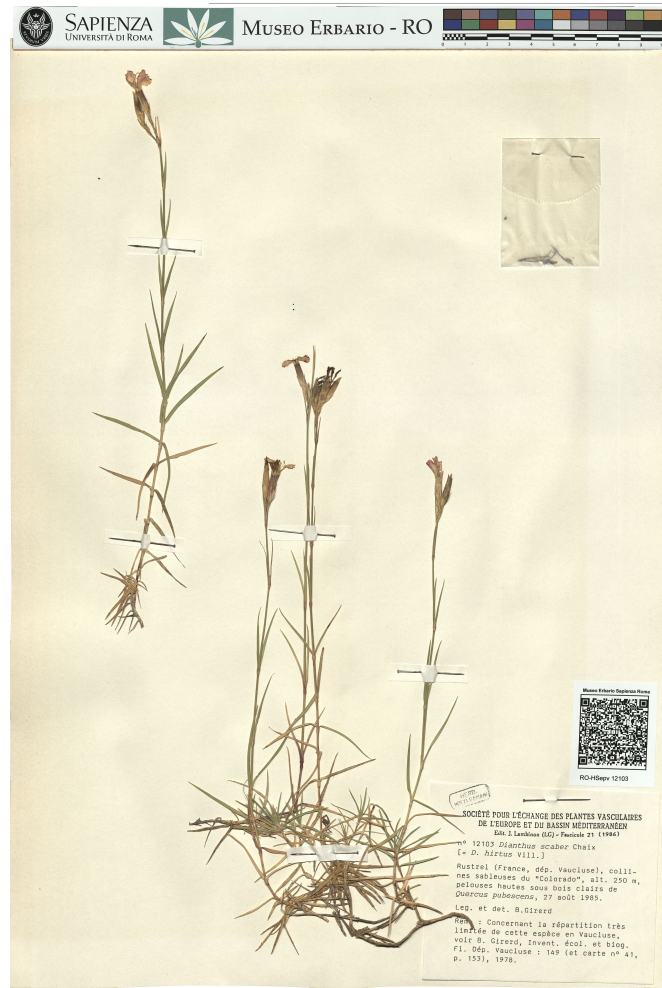 SAPIENZA
UNIVERSITÀ DI ROMA
MUSEO ERBARIO - RO
Museo Erbario Sapienza Roma
RO-HSepv 12103
HERB.
SOCIÉTÉ POUR L'ÉCHANGE DES PLANTES VASCULAIRES
DE L'EUROPE ET DU BASSIN MÉDITERRANÉEN
Edit. J. Lambinon (LG) - Fascicule 21 (1986)
n° 12103 Dianthus scaber Chaix
[= D. hirtus Vill.]
Rustrel (France, dép. Vaucluse), colli-
nes sableuses du "Colorado", alt. 250 m,
pelouses hautes sous bois clairs de
Quercus pubescens, 27 août 1985.
Leg. et det. B.Girerd
Rem. : Concernant la répartition très
limitée de cette espèce en Vaucluse,
voir B. Girerd, Invent. écol. et biog.
Fl. Dép. Vaucluse : 149 (et carte n° 41,
p. 153), 1978.